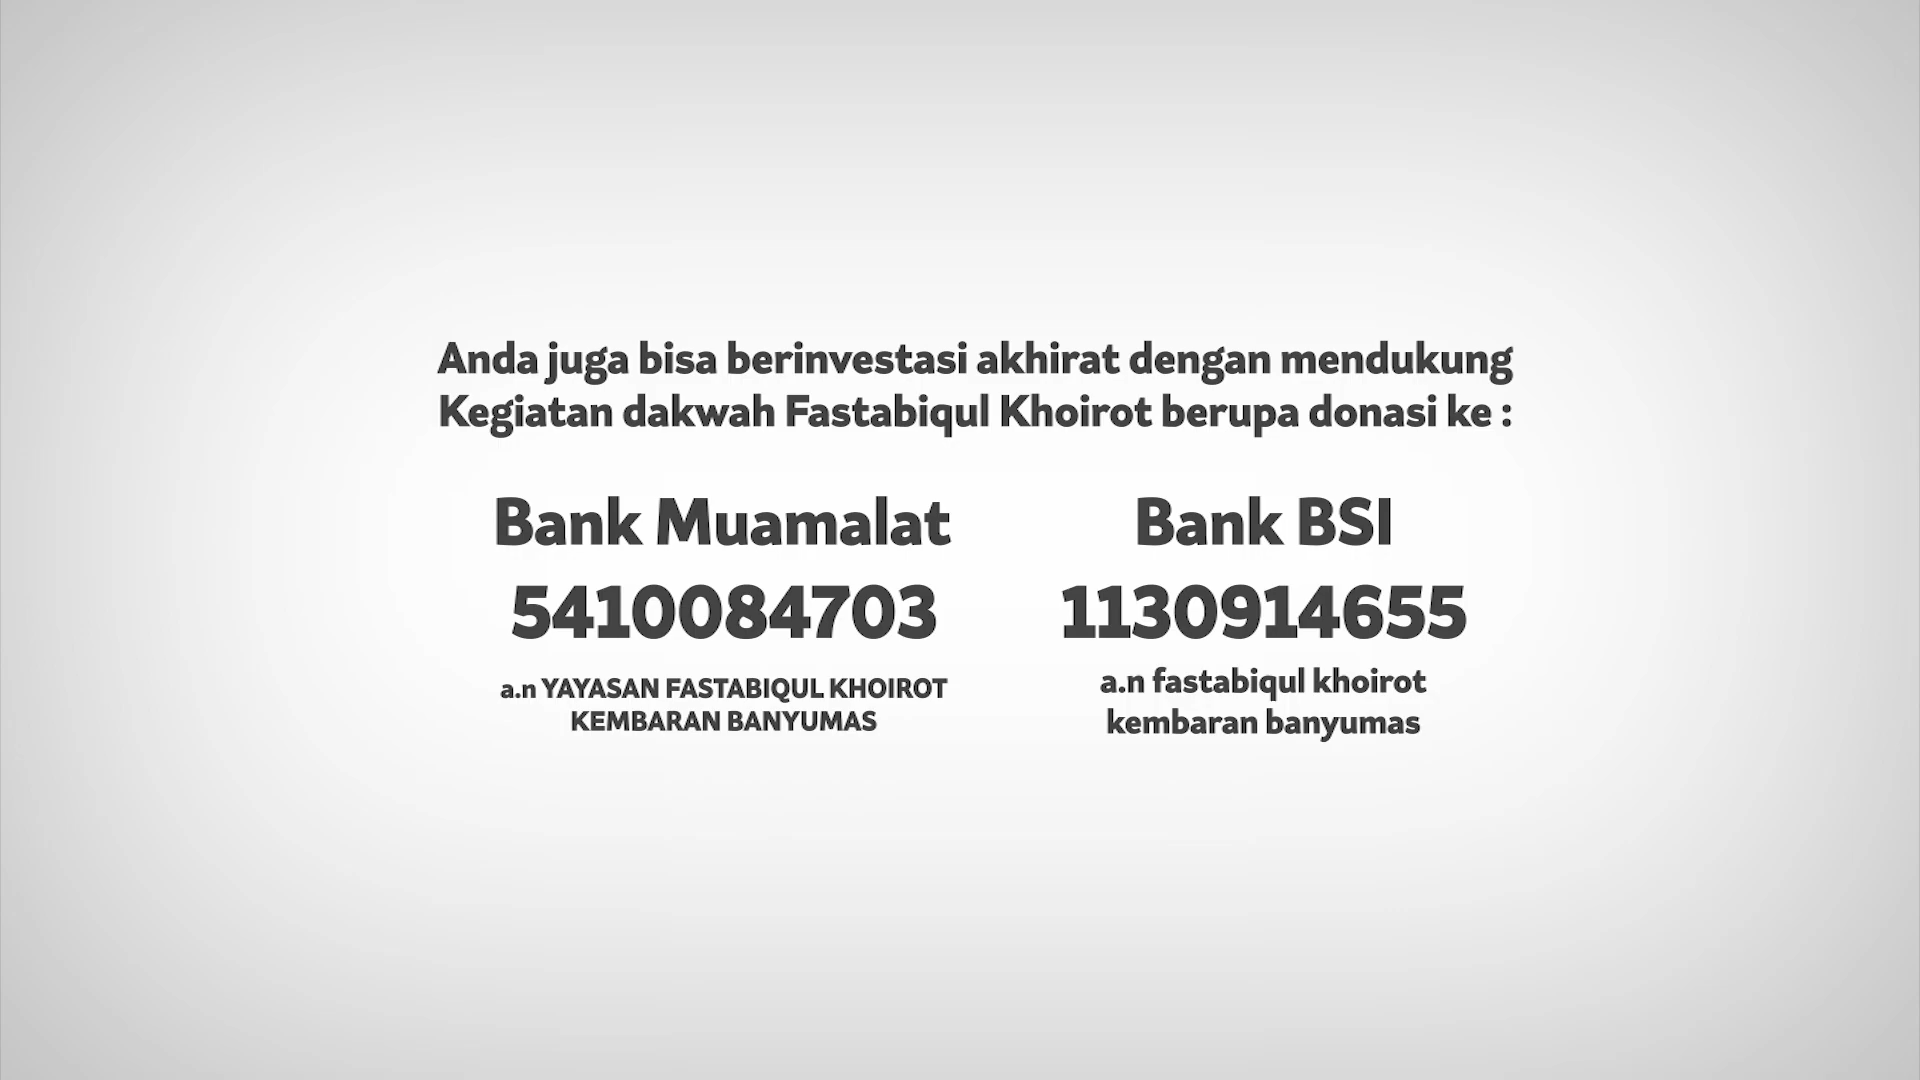 Anda juga bisa berinvestasi akhirat dengan mendukung
Kegiatan dakwah Fastabiqul Khoirot berupa donasi ke :
Bank Muamalat
5410084703
a.n YAYASAN FASTABIQUL KHOIROT
KEMBARAN BANYUMAS
Bank BSI
1130914655
a.n fastabiqul khoirot
kembaran banyumas